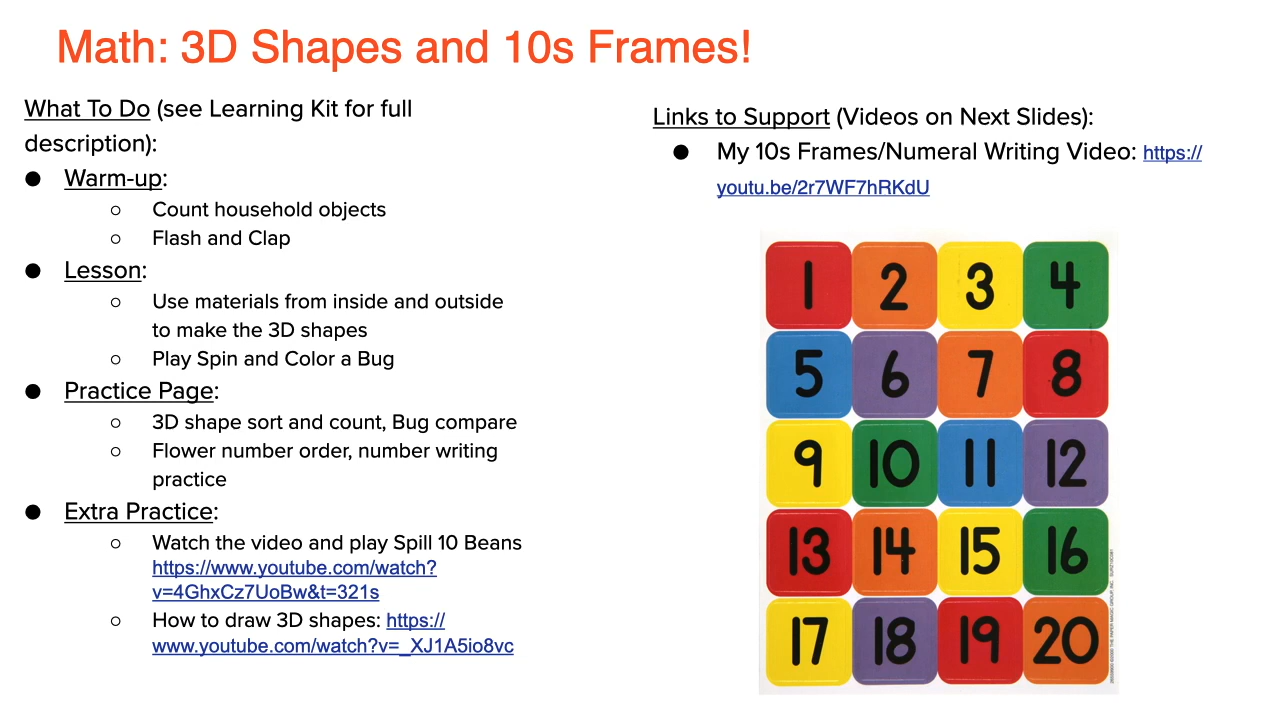 Math: 3D Shapes and 10s Frames!
What To Do (see Learning Kit for full
description):
● Warm-up:
○ Count household objects
○ Flash and Clap
● Lesson:
○ Use materials from inside and outside
to make the 3D shapes
○ Play Spin and Color a Bug
● Practice Page:
○ 3D shape sort and count, Bug compare
○ Flower number order, number writing
practice
● Extra Practice:
○ Watch the video and play Spill 10 Beans
https://www.youtube.com/watch?
v=4GhxCz7UoBw&t=321s
○ How to draw 3D shapes: https://
www.youtube.com/watch?v=_XJ1A5io8vc
Links to Support (Videos on Next Slides):
● My 10s Frames/Numeral Writing Video: https://
youtu.be/2r7WF7hRKdU
1 2 3 4
5 6 7 8
9 10 11 12
13 14 15 16
17 18 19 20